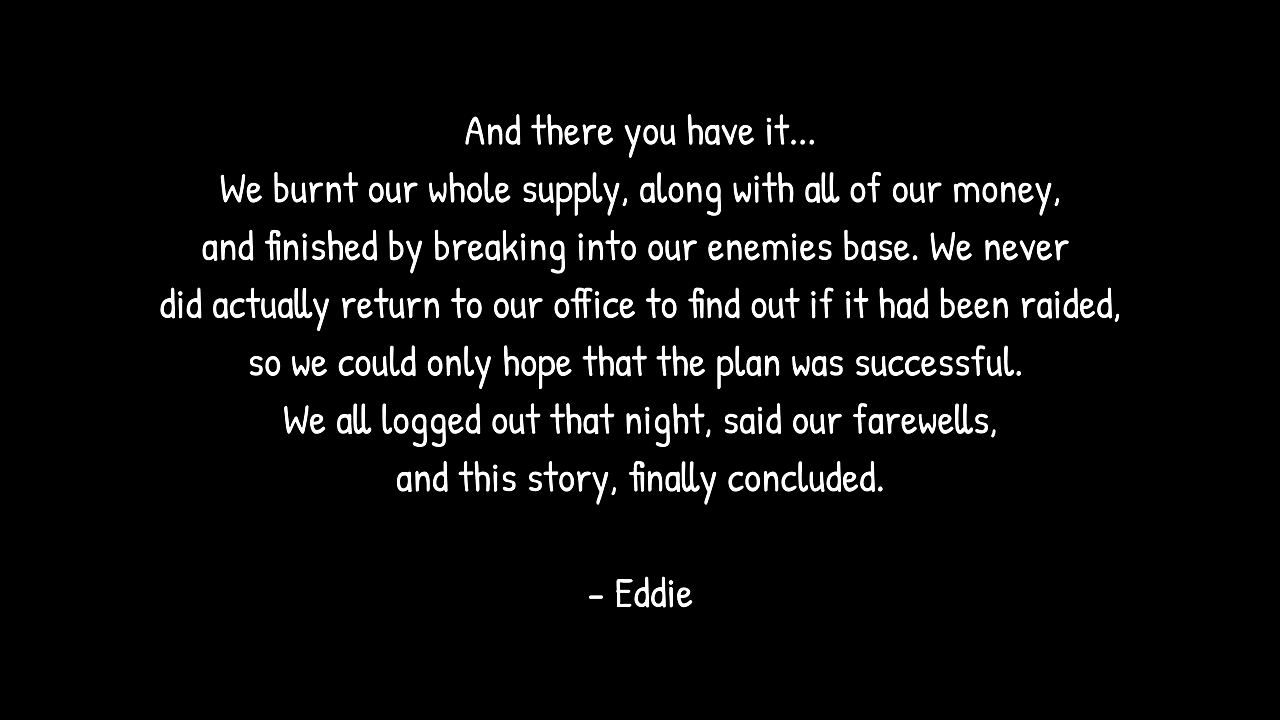 And there you have it...
We burnt our whole supply, along with all of our money,
and finished by breaking into our enemies base. We never
did actually return to our office to find out if it had been raided,
so we could only hope that the plan was successful.
We all logged out that night, said our farewells,
and this story, finally concluded.
- Eddie